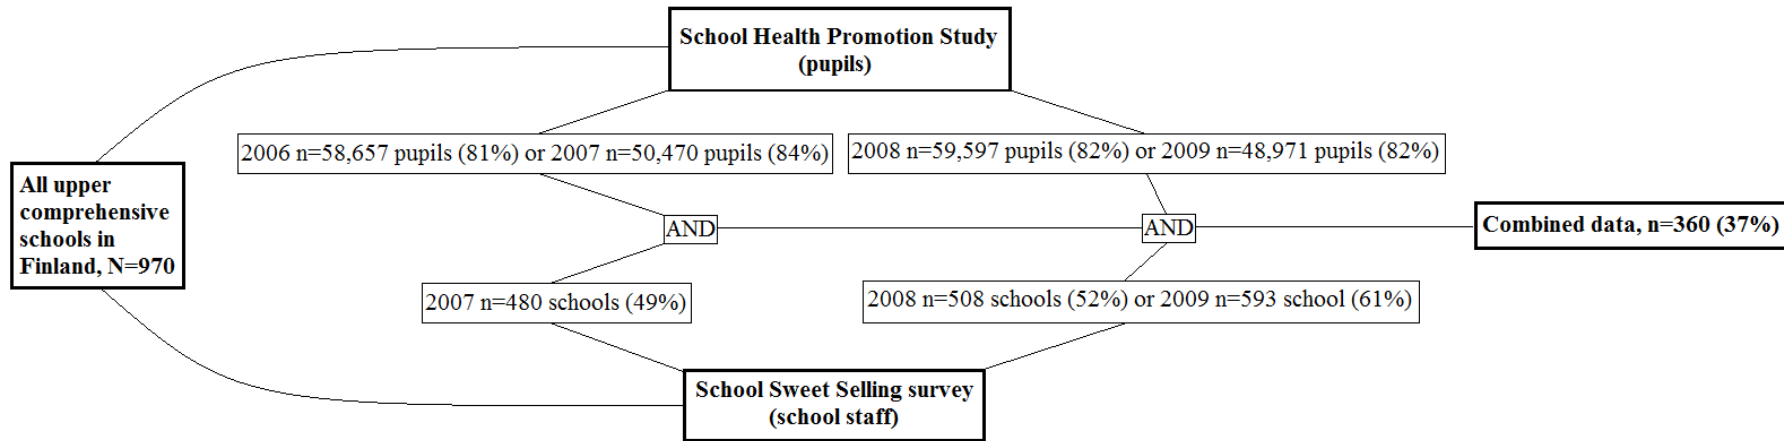 School Health Promotion Study
(pupils)
2006 n=58,657 pupils (81%) or 2007 n=50,470 pupils (84%)
2008 n=59,597 pupils (82%) or 2009 n=48,971 pupils (82%)
All upper
comprehensive
schools in
Finland, N=970
AND
AND
Combined data, n=360 (37%)
2007 n=480 schools (49%)
2008 n=508 schools (52%) or 2009 n=593 school (61%)
School Sweet Selling survey
(school staff)